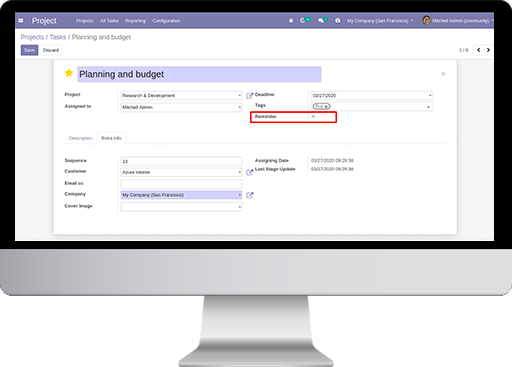 Project Projects All Tasks Reporting Configuration My Company (San Francisco) Mitchell Admin (community)
Projects / Tasks / Planning and budget
Save Discard 1 / 6
Planning and budget
Project Research & Development Deadline 03/27/2020
Assigned to Mitchell Admin Tags
Reminder
Description Extra Info
Sequence 10 Assigning Date 03/27/2020 09:29:38
Customer Azure Interior Last Stage Update 03/27/2020 09:29:38
Email cc
Company My Company (San Francisco)
Cover Image